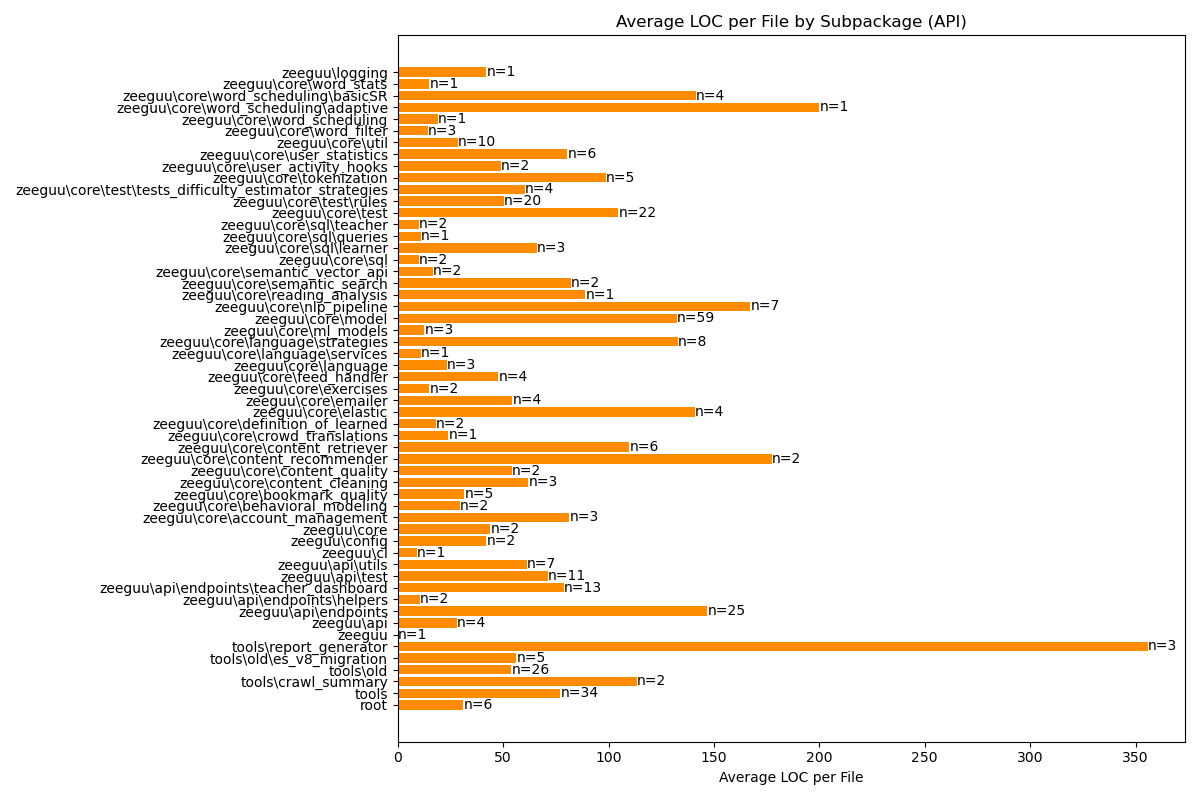 Average LOC per File by Subpackage (API)
zeeguu\logging n=1
zeeguu\core\word_stats n=1
zeeguu\core\word_scheduling\basicSR n=4
zeeguu\core\word_scheduling\adaptive n=1
zeeguu\core\word_scheduling n=1
zeeguu\core\word_filter n=3
zeeguu\core\util n=10
zeeguu\core\user_statistics n=6
zeeguu\core\user_activity_hooks n=2
zeeguu\core\tokenization n=5
zeeguu\core\test\tests_difficulty_estimator_strategies n=4
zeeguu\core\test\rules n=20
zeeguu\core\test n=22
zeeguu\core\sql\teacher n=2
zeeguu\core\sql\queries n=1
zeeguu\core\sql\learner n=3
zeeguu\core\sql n=2
zeeguu\core\semantic_vector_api n=2
zeeguu\core\semantic_search n=2
zeeguu\core\reading_analysis n=1
zeeguu\core\nlp_pipeline n=7
zeeguu\core\model n=59
zeeguu\core\ml_models n=3
zeeguu\core\language\strategies n=8
zeeguu\core\language\services n=1
zeeguu\core\language n=3
zeeguu\core\feed_handler n=4
zeeguu\core\exercises n=2
zeeguu\core\emailer n=4
zeeguu\core\elastic n=4
zeeguu\core\definition_of_learned n=2
zeeguu\core\crowd_translations n=1
zeeguu\core\content_retriever n=6
zeeguu\core\content_recommender n=2
zeeguu\core\content_quality n=2
zeeguu\core\content_cleaning n=3
zeeguu\core\bookmark_quality n=5
zeeguu\core\behavioral_modeling n=2
zeeguu\core\account_management n=3
zeeguu\core n=2
zeeguu\config n=2
zeeguu\cl n=1
zeeguu\api\utils n=7
zeeguu\api\test n=11
zeeguu\api\endpoints\teacher_dashboard n=13
zeeguu\api\endpoints\helpers n=2
zeeguu\api\endpoints n=25
zeeguu\api n=4
zeeguu n=1
tools\report_generator n=3
tools\old\es_v8_migration n=5
tools\old n=26
tools\crawl_summary n=2
tools n=34
root n=6
0 50 100 150 200 250 300 350
Average LOC per File